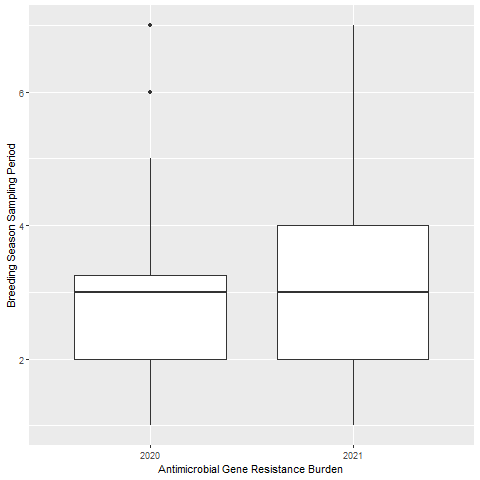 Breeding Season Sampling Period
6
4
2
2020 2021
Antimicrobial Gene Resistance Burden